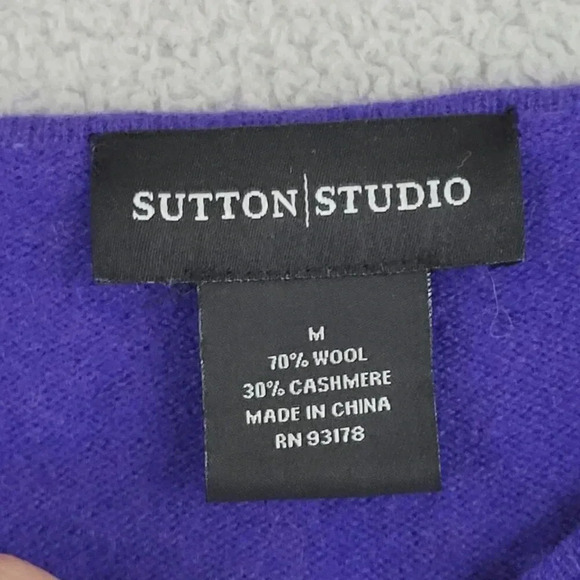 SUTTON|STUDIO
M
70% WOOL
30% CASHMERE
MADE IN CHINA
RN 93178